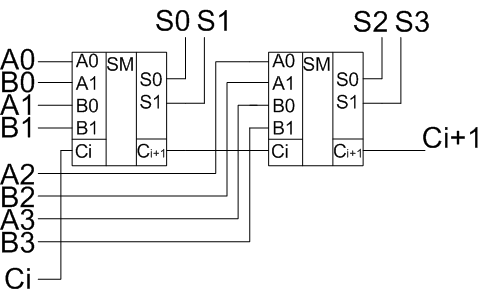 S0 S1 S2 S3
A0 A0 SM A0 SM
B0 A1 S0 A1 S0
A1 B0 S1 B0 S1
B1 B1 B1
Ci Ci+1 Ci Ci+1 Ci+1
A2
B2
A3
B3
Ci